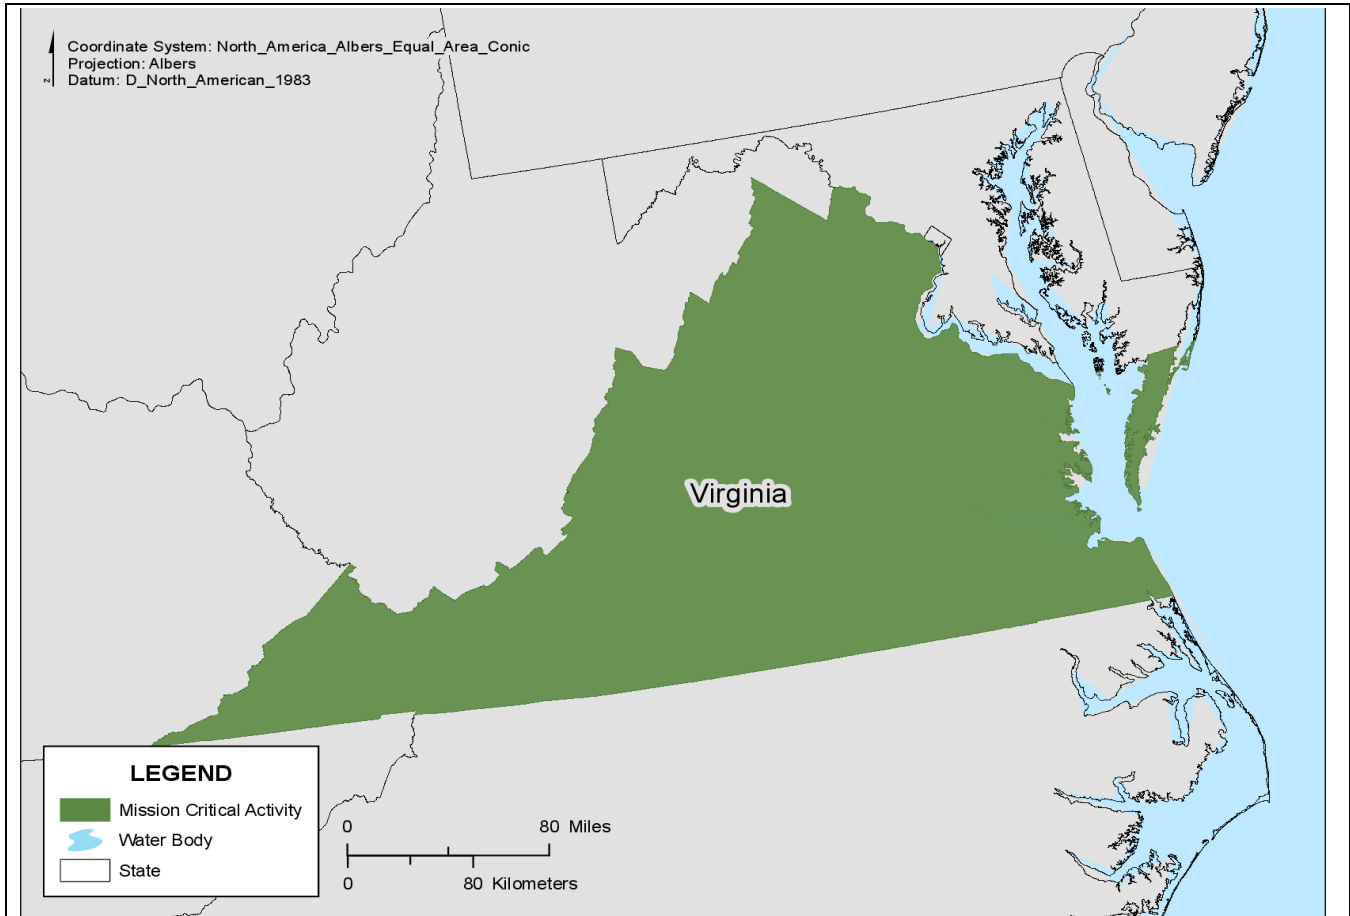 Coordinate System: North_America_Albers_Equal_Area_Conic
Projection: Albers
Datum: D_North_American_1983
z
Virginia
LEGEND
Mission Critical Activity
Water Body
State
0 80 Miles
0 80 Kilometers